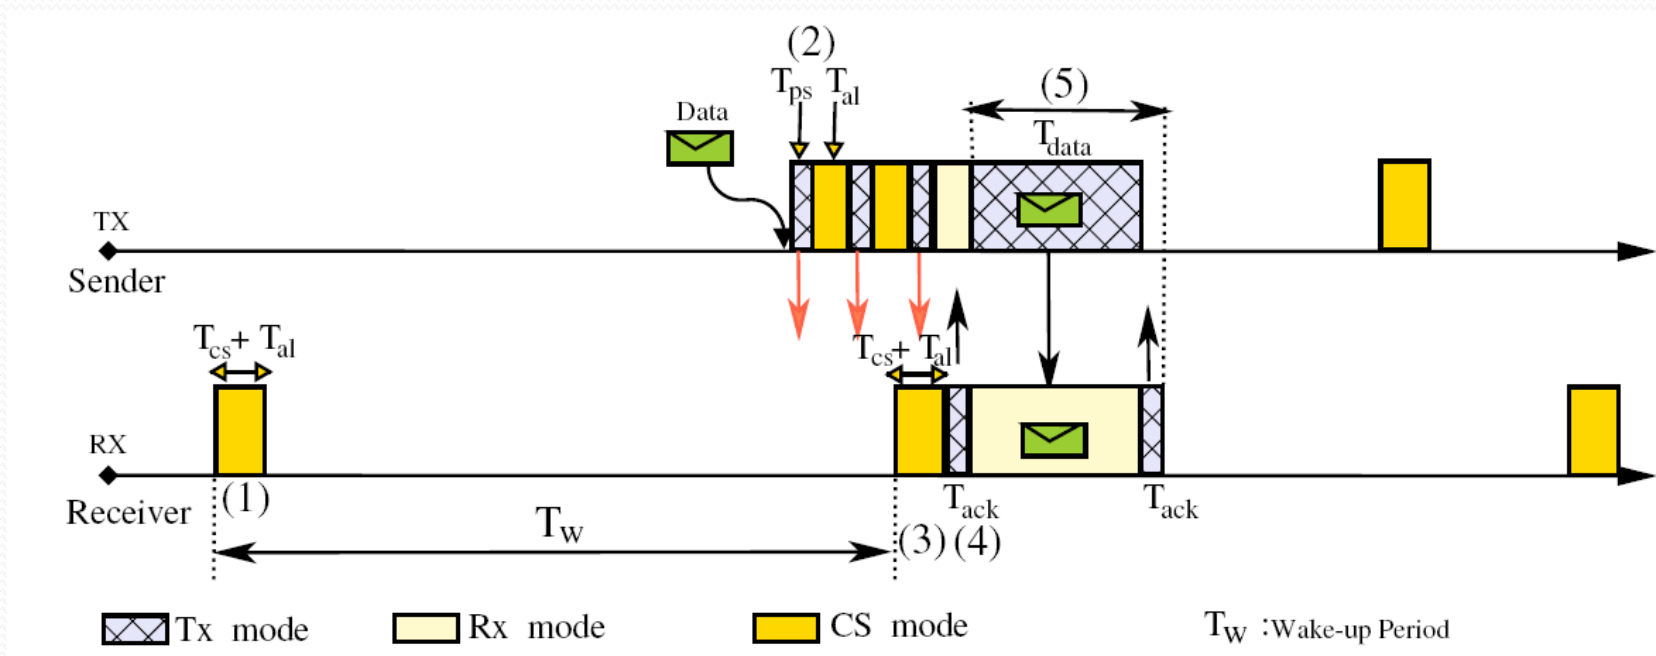 (2)
Tps Tal
(5)
Data
Tdata
TX
Sender
Tcs+ Tal
Tcs+ Tal
RX
Receiver
(1)
Tw
Tack
Tack
(3) (4)
Tx mode
Rx mode
CS mode
Tw :Wake-up Period